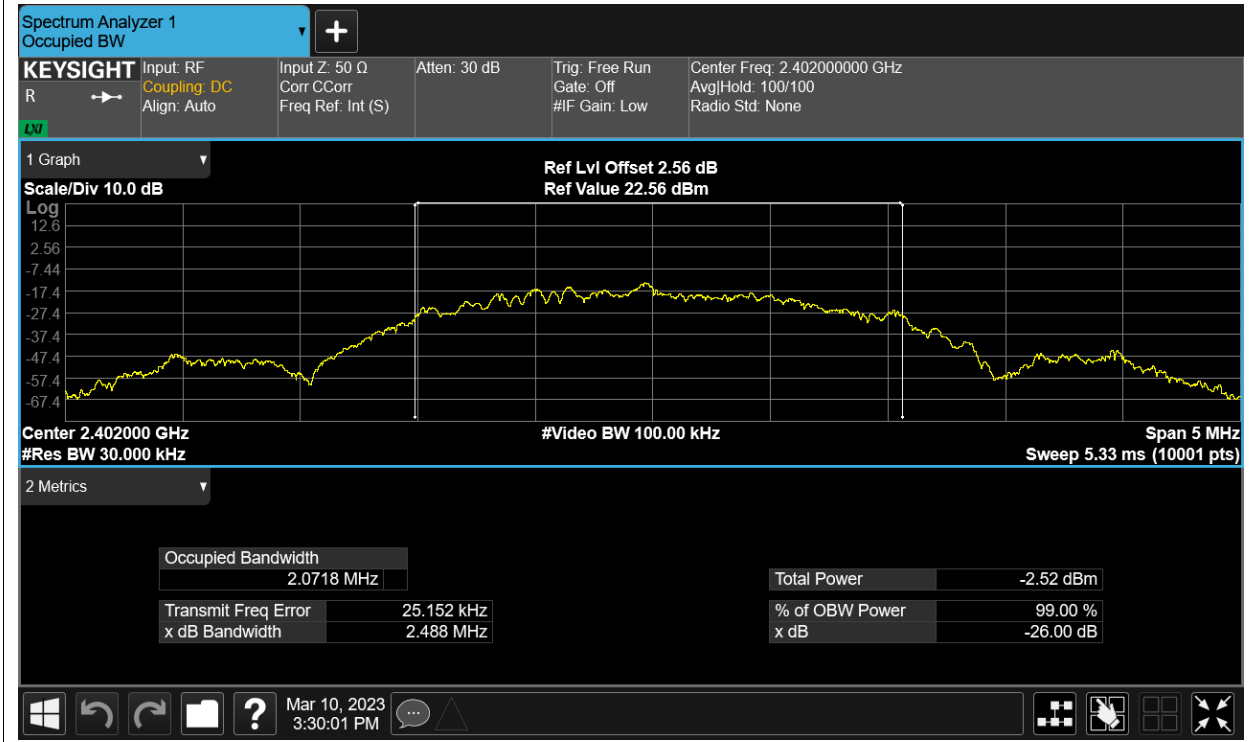 Spectrum Analyzer 1
Occupied BW
KEYSIGHT
R
LXI
Input: RF
Coupling: DC
Align: Auto
Input Z: 50 Ω
Corr CCorr
Freq Ref: Int (S)
Atten: 30 dB
Trig: Free Run
Gate: Off
#IF Gain: Low
Center Freq: 2.402000000 GHz
Avg|Hold: 100/100
Radio Std: None
1 Graph
Scale/Div 10.0 dB
Ref Lvl Offset 2.56 dB
Ref Value 22.56 dBm
Log
12.6
2.56
-7.44
-17.4
-27.4
-37.4
-47.4
-57.4
-67.4
Center 2.402000 GHz
#Video BW 100.00 kHz
Span 5 MHz
#Res BW 30.000 kHz
Sweep 5.33 ms (10001 pts)
2 Metrics
Occupied Bandwidth
2.0718 MHz
Total Power -2.52 dBm
Transmit Freq Error 25.152 kHz
% of OBW Power 99.00 %
x dB Bandwidth 2.488 MHz
x dB -26.00 dB
?
Mar 10, 2023
3:30:01 PM